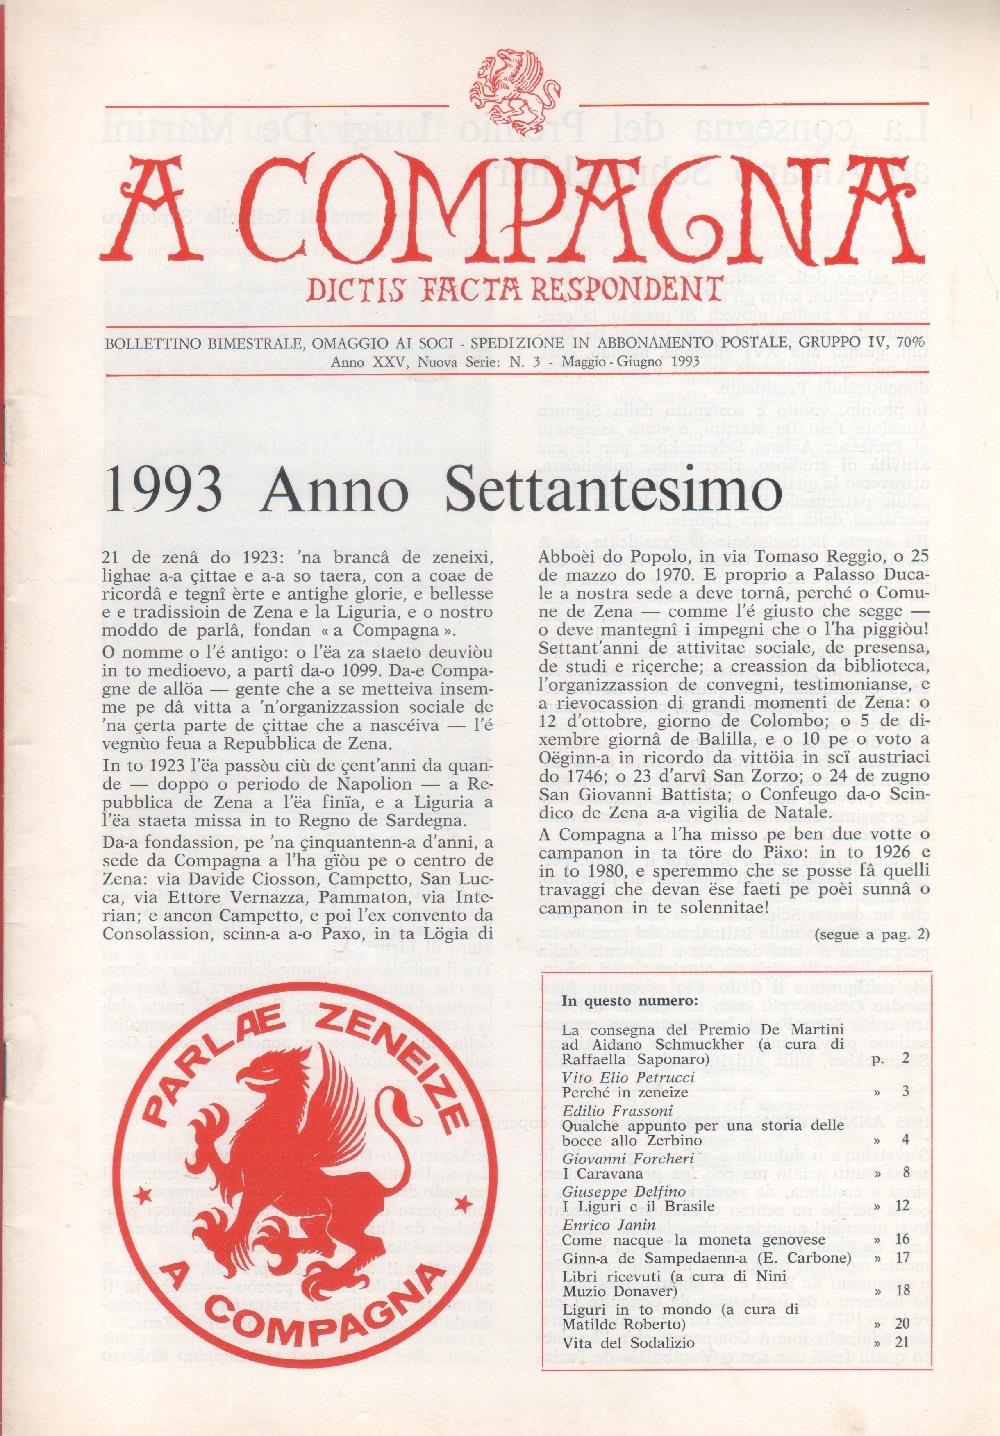 A COMPAGNA
DICTIS FACTA RESPONDENT
BOLLETTINO BIMESTRALE, OMAGGIO AI SOCI - SPEDIZIONE IN ABBONAMENTO POSTALE, GRUPPO IV, 70%
Anno XXV, Nuova Serie: N. 3 - Maggio - Giugno 1993
1993 Anno Settantesimo
21 de zenâ do 1923: 'na brancâ de zeneixi,
lighae a-a çittae e a-a so taera, con a coae de
ricordâ e tegnî èrte e antighe glorie, e bellesse
e e tradissioin de Zena e la Liguria, e o nostro
moddo de parlâ, fondan «a Compagna».
O nomme o l'é antigo: o l'ëa za staeto deuviòu
in to medioevo, a partî da-o 1099. Da-e Compa-
gne de allöa — gente che a se metteiva insem-
me pe dâ vitta a 'n'organizzassion sociale de
'na çerta parte de çittae che a nascéiva — l'é
vegnùo feua a Repubblica de Zena.
In to 1923 l'ëa passòu ciù de çent'anni da quan-
de — doppo o periodo de Napolion — a Re-
pubblica de Zena a l'ëa finïa, e a Liguria a
l'ëa staeta missa in to Regno de Sardegna.
Da-a fondassion, pe 'na çinquantenn-a d'anni, a
sede da Compagna a l'ha gïòu pe o centro de
Zena: via Davide Ciosson, Campetto, San Luc-
ca, via Ettore Vernazza, Pammaton, via Inte-
rian; e ancon Campetto, e poi l'ex convento da
Consolassion, scinn-a a-o Paxo, in ta Lögia di
Abboèi do Popolo, in via Tomaso Reggio, o 25
de mazzo do 1970. E proprio a Palasso Duca-
le a nostra sede a deve tornâ, perché o Comu-
ne de Zena — comme l'é giusto che segge —
o deve mantegnî i impegni che o l'ha piggiòu!
Settant'anni de attivitae sociale, de presensa,
de studi e riçerche; a creassion da biblioteca,
l'organizzassion de convegni, testimonianse, e
a rievocassion di grandi momenti de Zena: o
12 d'ottobre, giorno de Colombo; o 5 de di-
xembre giornâ de Balilla, e o 10 pe o voto a
Oëginn-a in ricordo da vittöia in scï austriaci
do 1746; o 23 d'arvî San Zorzo; o 24 de zugno
San Giovanni Battista; o Confeugo da-o Scin-
dico de Zena a-a vigilia de Natale.
A Compagna a l'ha misso pe ben due votte o
campanon in ta töre do Päxo: in to 1926 e
in to 1980, e speremmo che se posse fâ quelli
travaggi che devan ëse faeti pe poèi sunnâ o
campanon in te solennitae!
(segue a pag. 2)
PARLAE ZENEIZE
A COMPAGNA
In questo numero:
La consegna del Premio De Martini
ad Aidano Schmuckher (a cura di
Raffaella Saponaro) p. 2
Vito Elio Petrucci
Perché in zeneize » 3
Edilio Frassoni
Qualche appunto per una storia delle
bocce allo Zerbino » 4
Giovanni Forcheri
I Caravana » 8
Giuseppe Delfino
I Liguri e il Brasile » 12
Enrico Janin
Come nacque la moneta genovese » 16
Ginn-a de Sampedaenn-a (E. Carbone) » 17
Libri ricevuti (a cura di Nini
Muzio Donaver) » 18
Liguri in to mondo (a cura di
Matilde Roberto) » 20
Vita del Sodalizio » 21